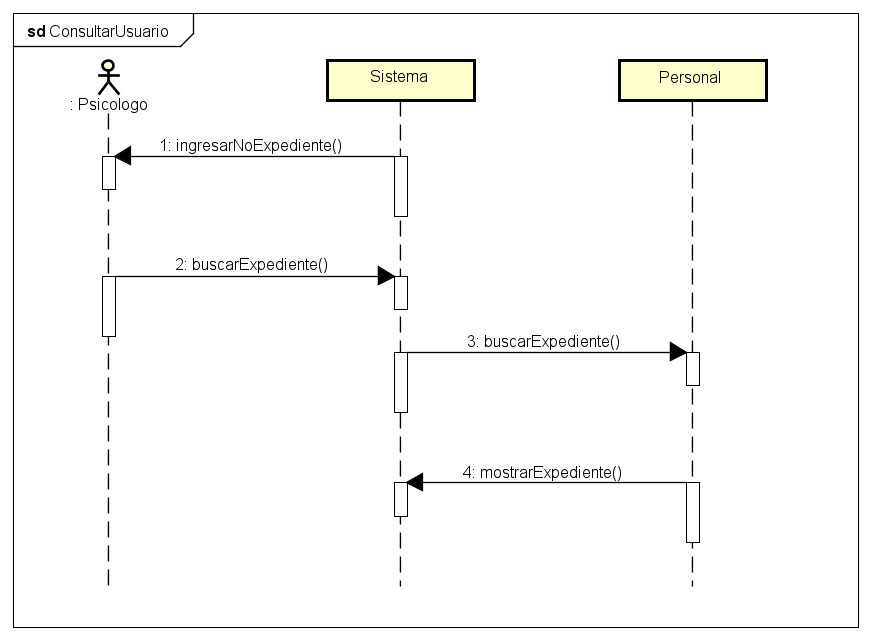 sd ConsultarUsuario
: Psicologo
Sistema
Personal
1: ingresarNoExpediente()
2: buscarExpediente()
3: buscarExpediente()
4: mostrarExpediente()